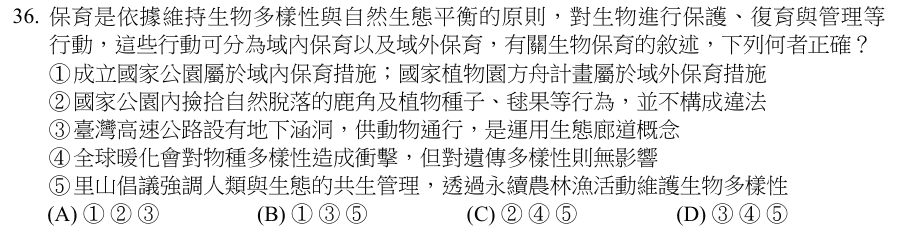 36. 保育是依據維持生物多樣性與自然生態平衡的原則，對生物進行保護、復育與管理等
行動，這些行動可分為域內保育以及域外保育，有關生物保育的敘述，下列何者正確？
①成立國家公園屬於域內保育措施；國家植物園方舟計畫屬於域外保育措施
②國家公園內撿拾自然脫落的鹿角及植物種子、毬果等行為，並不構成違法
③臺灣高速公路設有地下涵洞，供動物通行，是運用生態廊道概念
④全球暖化會對物種多樣性造成衝擊，但對遺傳多樣性則無影響
⑤里山倡議強調人類與生態的共生管理，透過永續農林漁活動維護生物多樣性
(A) ①②③ (B) ①③⑤ (C) ②④⑤ (D) ③④⑤